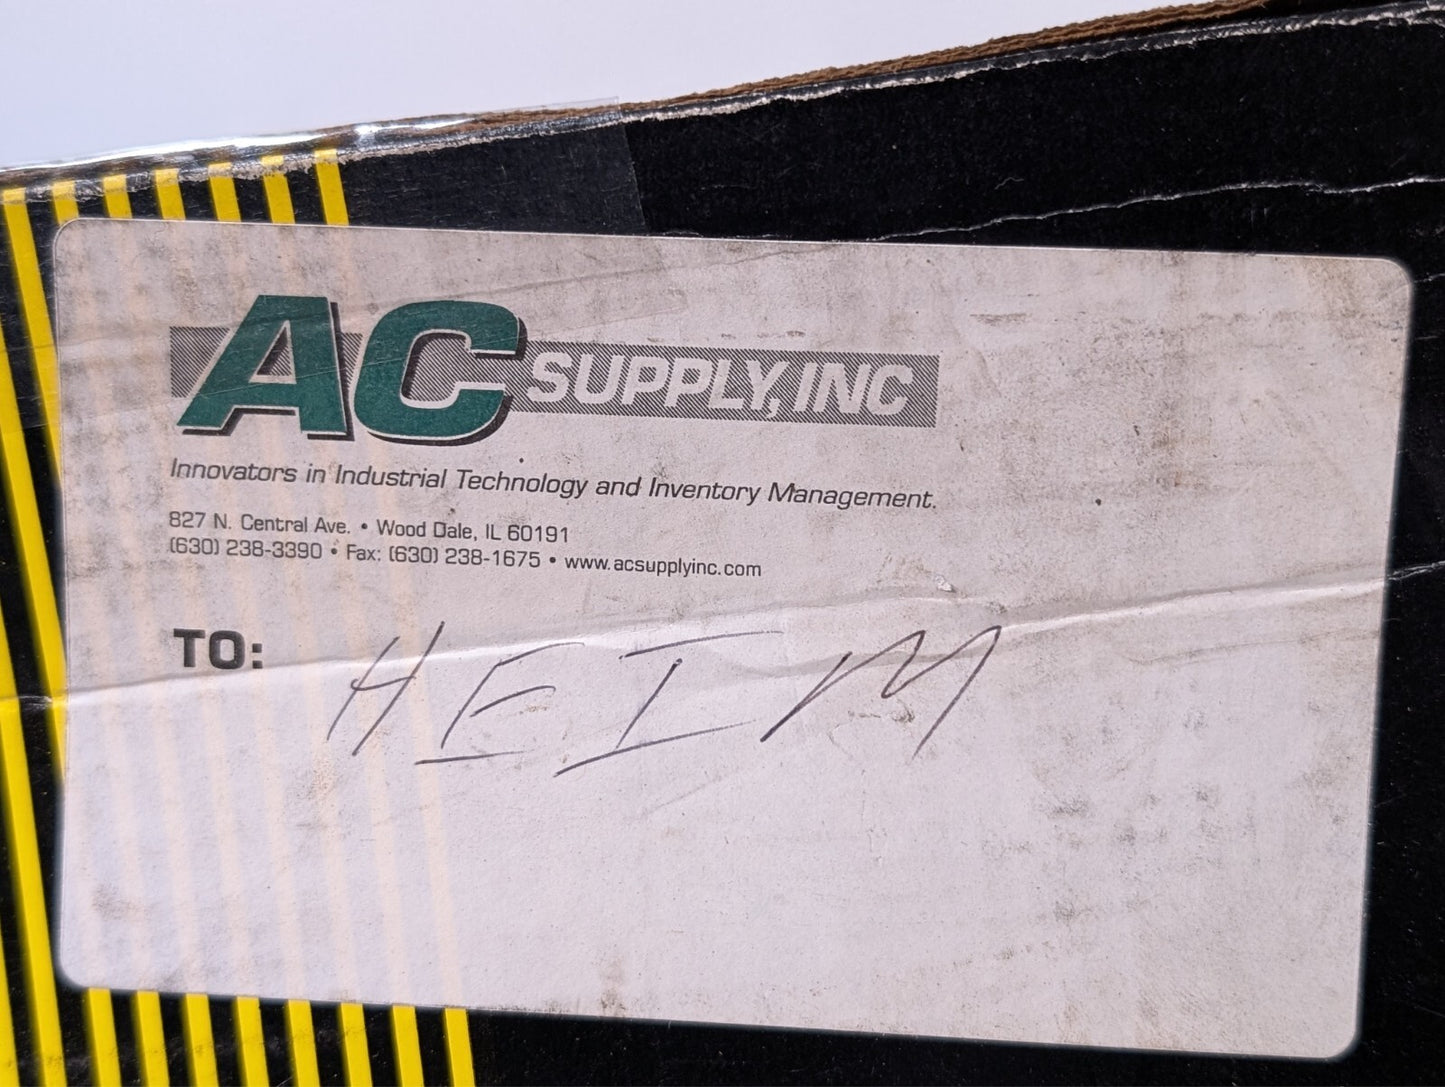 AC SUPPLY, INC
Innovators in Industrial Technology and Inventory Management.
827 N. Central Ave. • Wood Dale, IL 60191
(630) 238-3390 • Fax: (630) 238-1675 • www.acsupplyinc.com
TO: HEIM